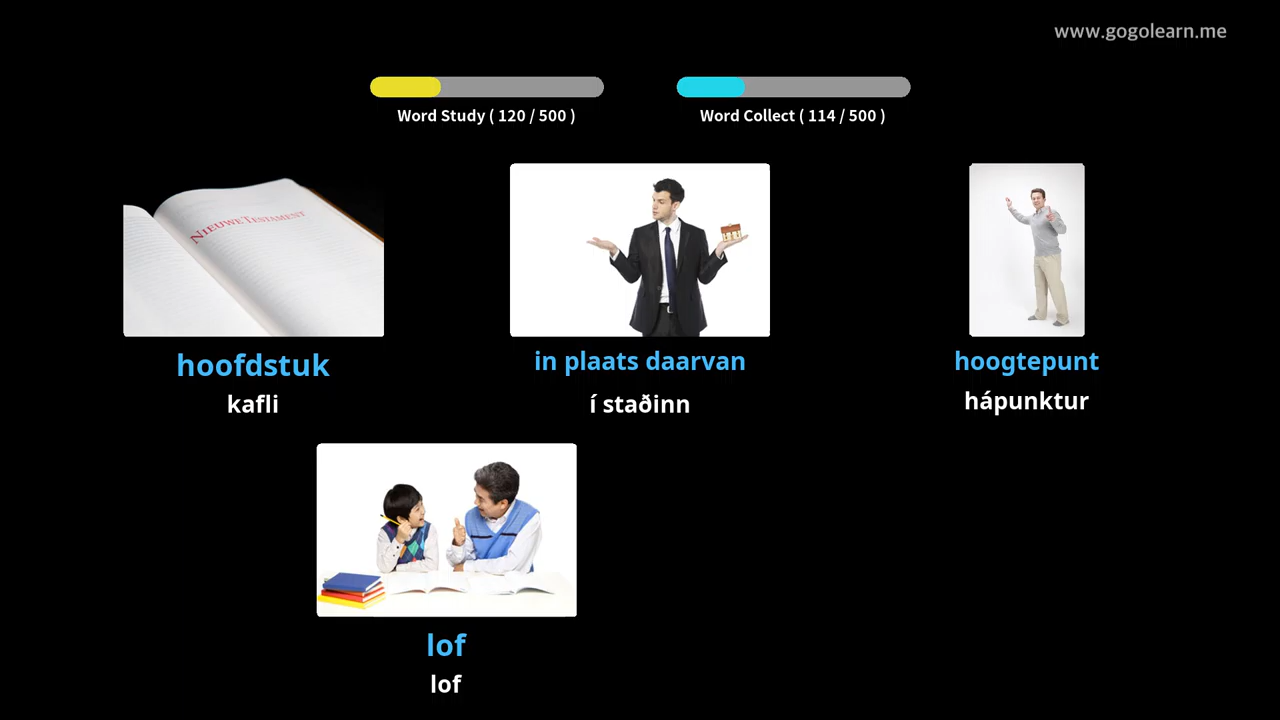 www.gogolearn.me
Word Study ( 120 / 500 )
Word Collect ( 114 / 500 )
NIEUWE TESTAMENT
hoofdstuk
kafli
in plaats daarvan
í staðinn
hoogtepunt
hápunktur
lof
lof